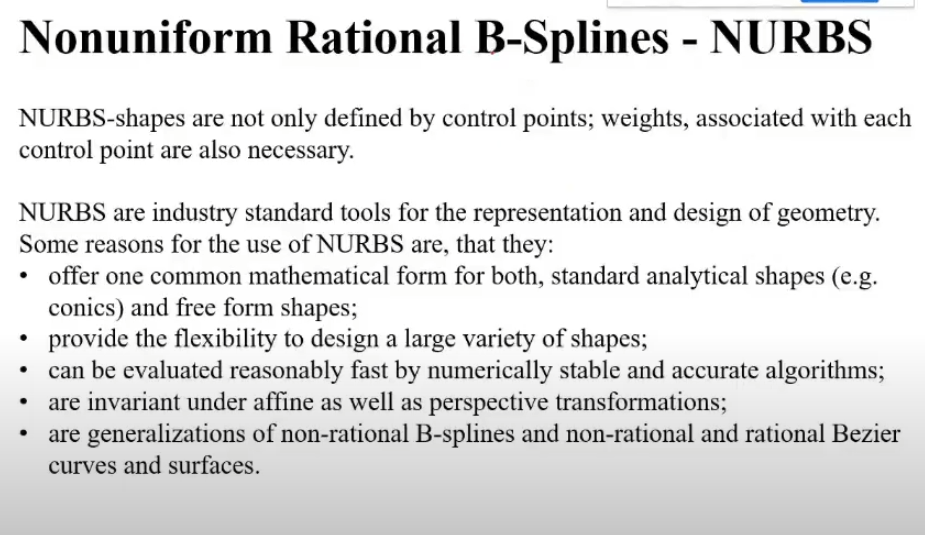 Nonuniform Rational B-Splines - NURBS
NURBS-shapes are not only defined by control points; weights, associated with each
control point are also necessary.
NURBS are industry standard tools for the representation and design of geometry.
Some reasons for the use of NURBS are, that they:
• offer one common mathematical form for both, standard analytical shapes (e.g.
conics) and free form shapes;
• provide the flexibility to design a large variety of shapes;
• can be evaluated reasonably fast by numerically stable and accurate algorithms;
• are invariant under affine as well as perspective transformations;
• are generalizations of non-rational B-splines and non-rational and rational Bezier
curves and surfaces.